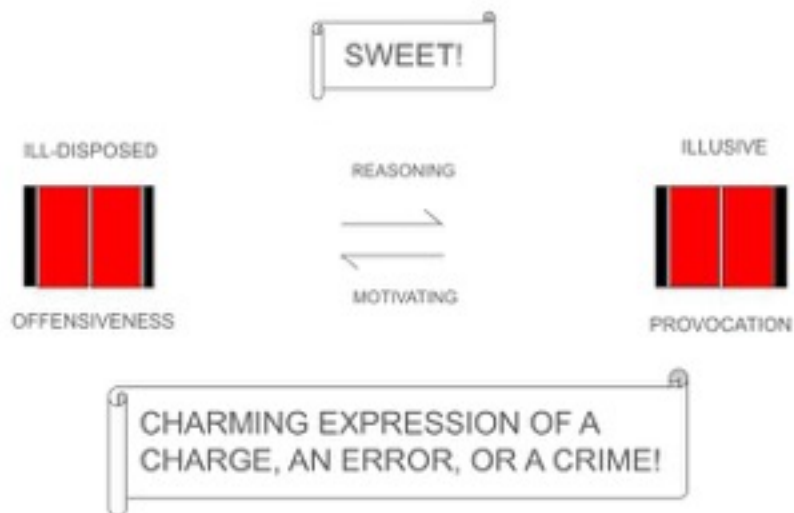 SWEET!
ILL-DISPOSED
ILLUSIVE
REASONING
MOTIVATING
OFFENSIVENESS
PROVOCATION
CHARMING EXPRESSION OF A
CHARGE, AN ERROR, OR A CRIME!